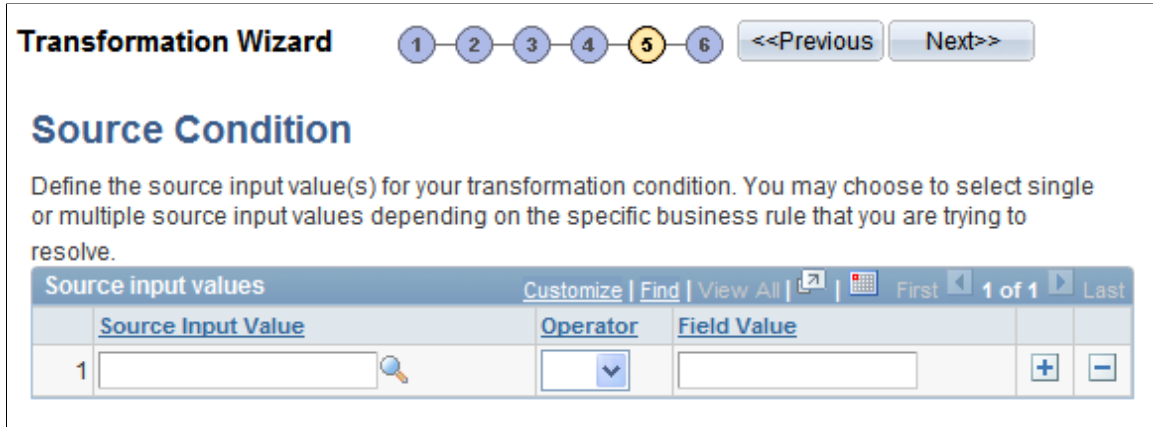 Transformation Wizard 1 2 3 4 5 6 <<Previous Next>>
Source Condition
Define the source input value(s) for your transformation condition. You may choose to select single
or multiple source input values depending on the specific business rule that you are trying to
resolve.
Source input values Customize | Find | View All | | First 1 of 1 Last
Source Input Value Operator Field Value
1